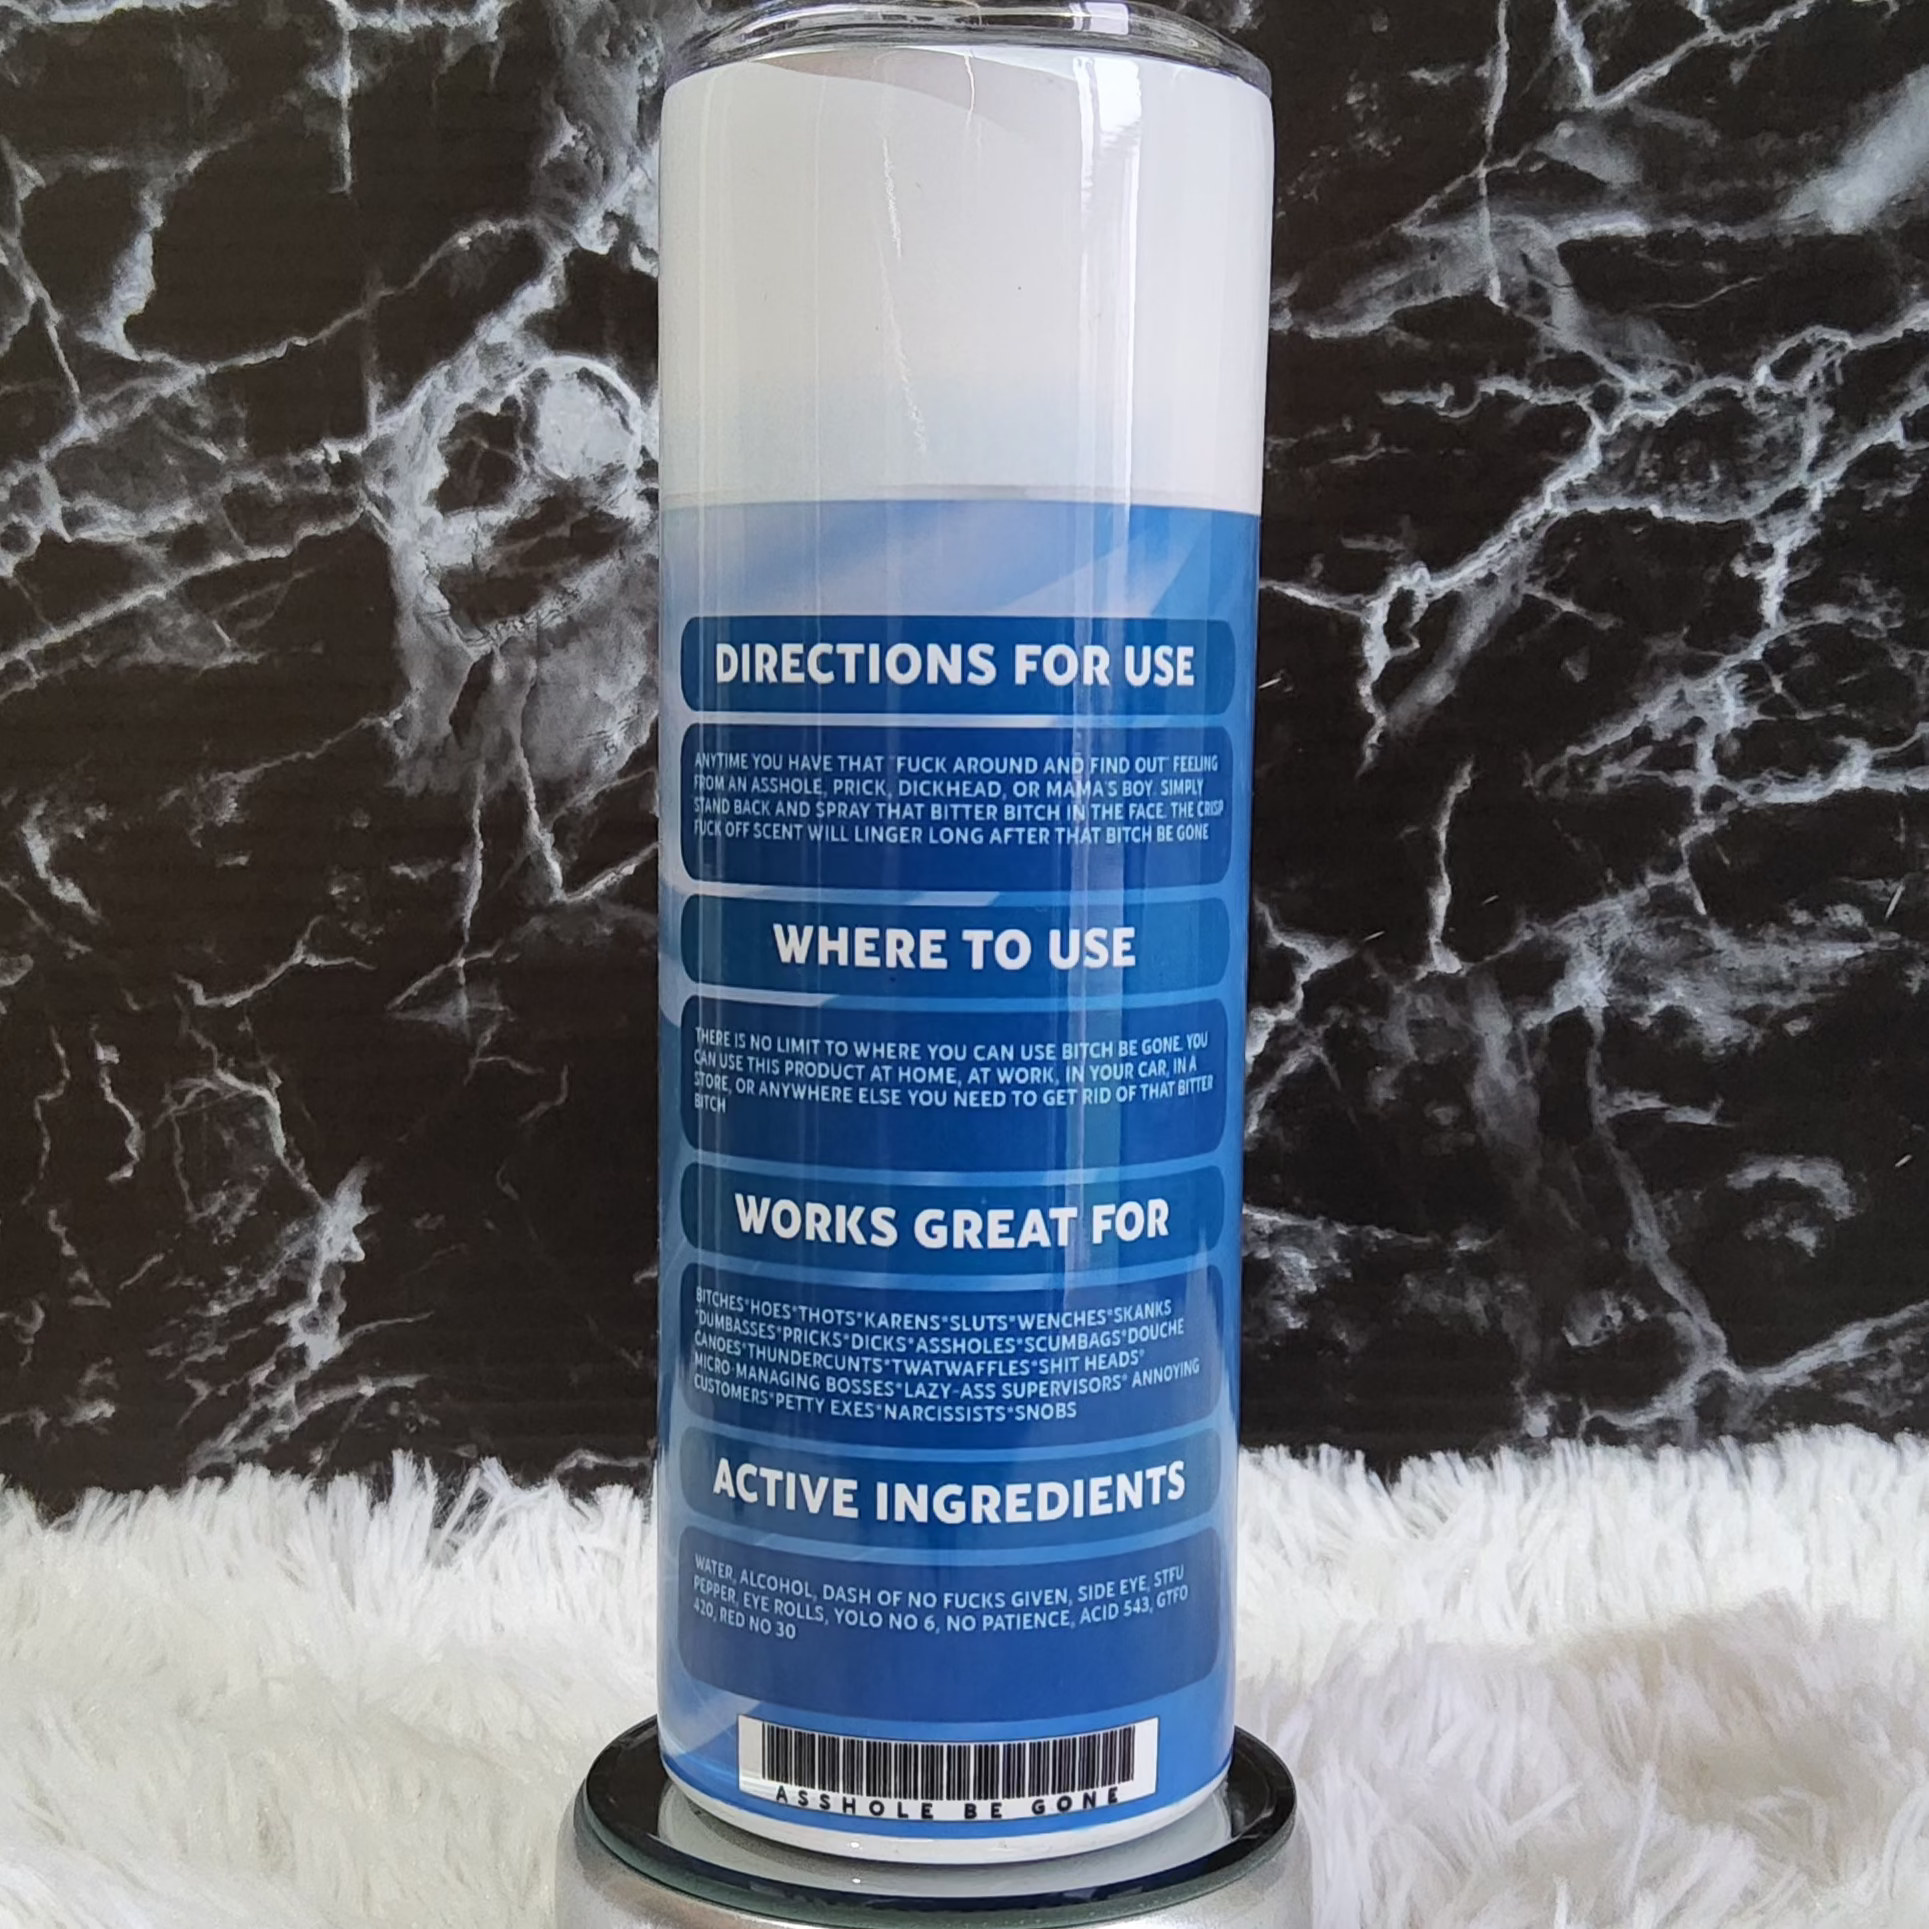 DIRECTIONS FOR USE
ANYTIME YOU HAVE THAT "FUCK AROUND AND FIND OUT" FEELING
FROM AN ASSHOLE, PRICK, DICKHEAD, OR MAMA'S BOY. SIMPLY
STAND BACK AND SPRAY THAT BITTER BITCH IN THE FACE. THE CRISP
FUCK OFF SCENT WILL LINGER LONG AFTER THAT BITCH BE GONE
WHERE TO USE
THERE IS NO LIMIT TO WHERE YOU CAN USE BITCH BE GONE. YOU
CAN USE THIS PRODUCT AT HOME, AT WORK, IN YOUR CAR, IN A
STORE, OR ANYWHERE ELSE YOU NEED TO GET RID OF THAT BITTER
BITCH
WORKS GREAT FOR
BITCHES*HOES*THOTS*KARENS*SLUTS*WENCHES*SKANKS
*DUMBASSES*PRICKS*DICKS*ASSHOLES*SCUMBAGS*DOUCHE
CANOES*THUNDERCUNTS*TWATWAFFLES*SHIT HEADS*
MICRO-MANAGING BOSSES*LAZY-ASS SUPERVISORS* ANNOYING
CUSTOMERS*PETTY EXES*NARCISSISTS*SNOBS
ACTIVE INGREDIENTS
WATER, ALCOHOL, DASH OF NO FUCKS GIVEN, SIDE EYE, STFU
PEPPER, EYE ROLLS, YOLO NO 6, NO PATIENCE, ACID 543, GTFO
420, RED NO 30
ASSHOLE BE GONE